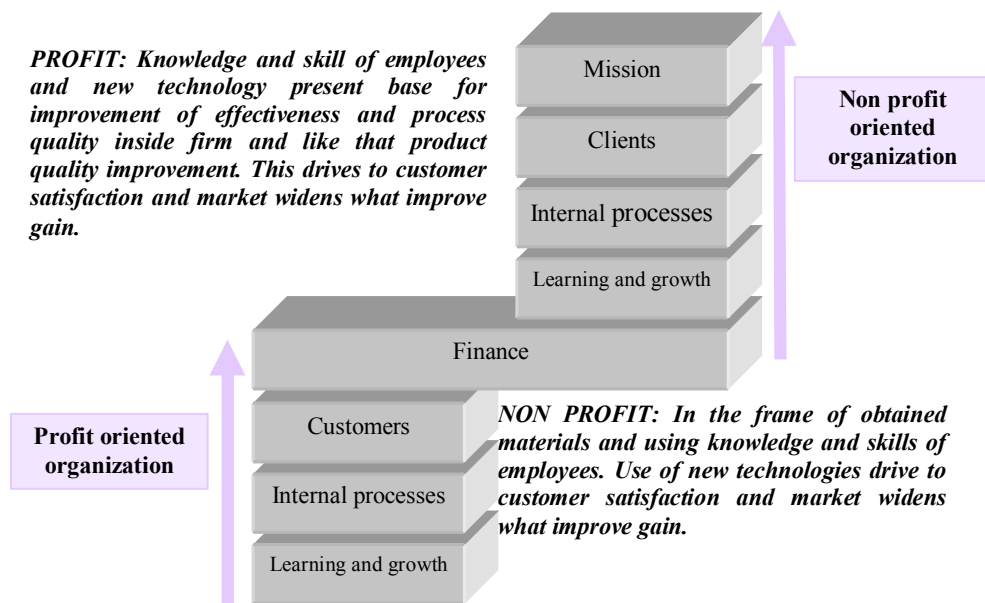 PROFIT: Knowledge and skill of employees
and new technology present base for
improvement of effectiveness and process
quality inside firm and like that product
quality improvement. This drives to customer
satisfaction and market widens what improve
gain.
Mission
Clients
Internal processes
Learning and growth
Non profit
oriented
organization
Finance
Profit oriented
organization
Customers
Internal processes
Learning and growth
NON PROFIT: In the frame of obtained
materials and using knowledge and skills of
employees. Use of new technologies drive to
customer satisfaction and market widens
what improve gain.